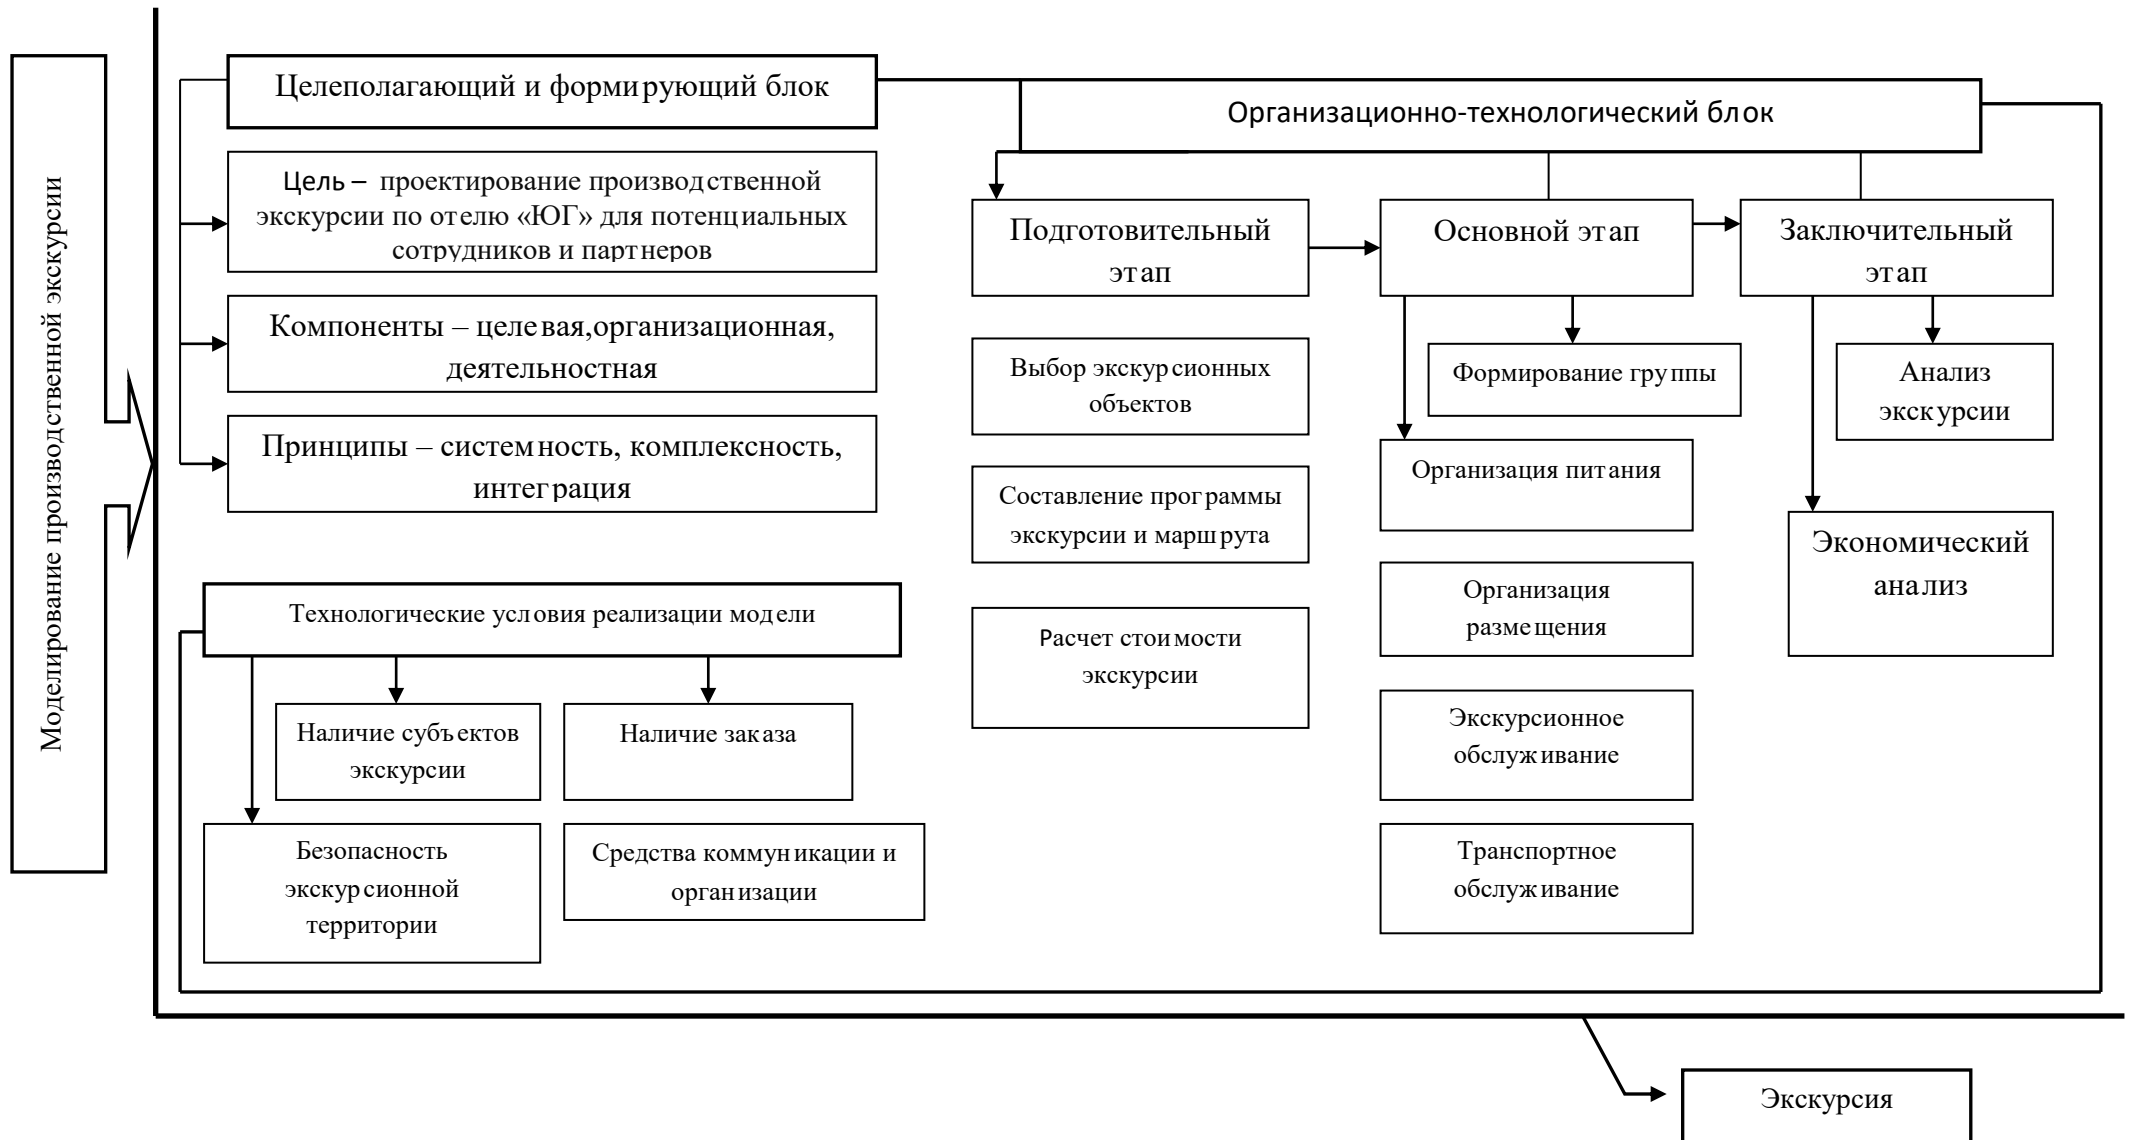 Моделирование производственной экскурсии
Целеполагающий и формирующий блок
Цель – проектирование производственной
экскурсии по отелю «ЮГ» для потенциальных
сотрудников и партнеров
Компоненты – целевая,организационная,
деятельностная
Принципы – системность, комплексность,
интеграция
Технологические условия реализации модели
Наличие субъектов
экскурсии
Наличие заказа
Безопасность
экскурсионной
территории
Средства коммуникации и
организации
Организационно-технологический блок
Подготовительный
этап
Выбор экскурсионных
объектов
Составление программы
экскурсии и маршрута
Расчет стоимости
экскурсии
Основной этап
Формирование группы
Организация питания
Организация
размещения
Экскурсионное
обслуживание
Транспортное
обслуживание
Заключительный
этап
Анализ
экскурсии
Экономический
анализ
Экскурсия